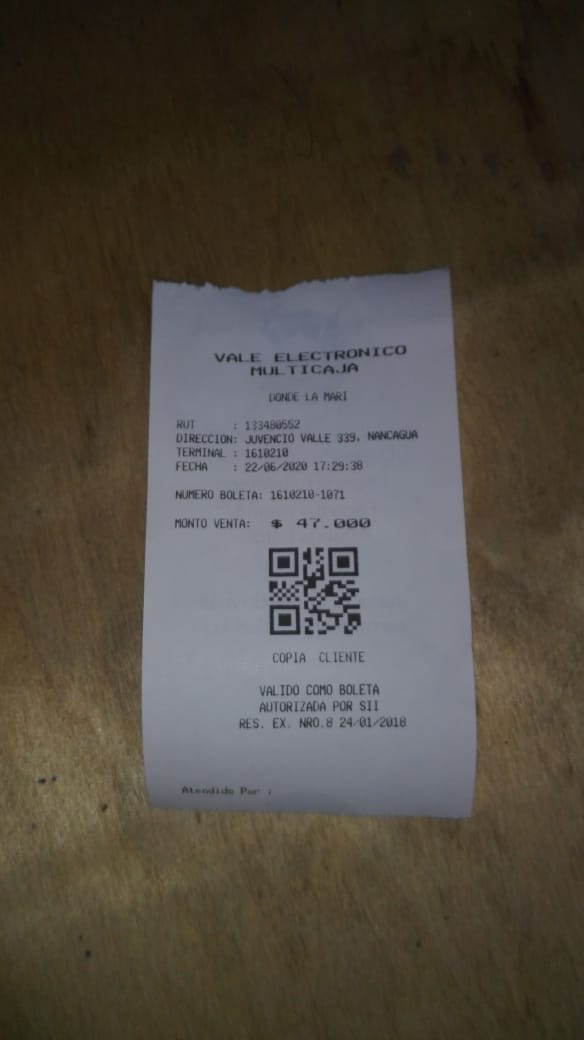 VALE ELECTRONICO
MULTICAJA
DONDE LA MARI
RUT : 133480552
DIRECCION: JUVENCIO VALLE 339, NANCAGUA
TERMINAL : 1610210
FECHA : 22/06/2020 17:29:38
NUMERO BOLETA: 1610210-1071
MONTO VENTA: $ 47.000
COPIA CLIENTE
VALIDO COMO BOLETA
AUTORIZADA POR SII
RES. EX. NRO.8 24/01/2018
Atendido Por :